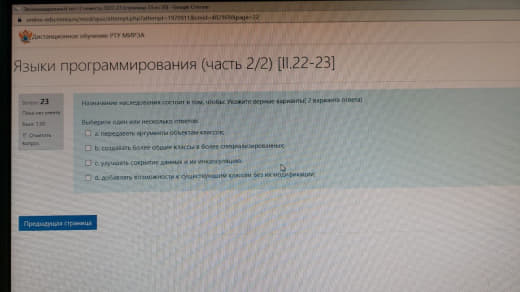 Дистанционное обучение РТУ МИРЭА
Языки программирования (часть 2/2) [II.22-23]
Вопрос 23
Пока нет ответа
Балл: 1,00
Отметить
вопрос
Назначение наследования состоит в том, чтобы: Укажите верные варианты( 2 варианта ответа)
Выберите один или несколько ответов:
a. передавать аргументы объектам классов;
b. создавать более общие классы в более специализированные;
c. улучшать сокрытие данных и их инкапсуляцию;
d. добавлять возможности к существующим классам без их модификации;
Предыдущая страница